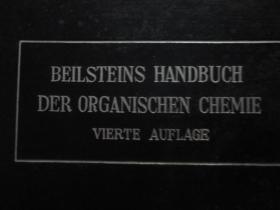 BEILSTEINS HANDBUCH
DER ORGANISCHEN CHEMIE
VIERTE AUFLAGE